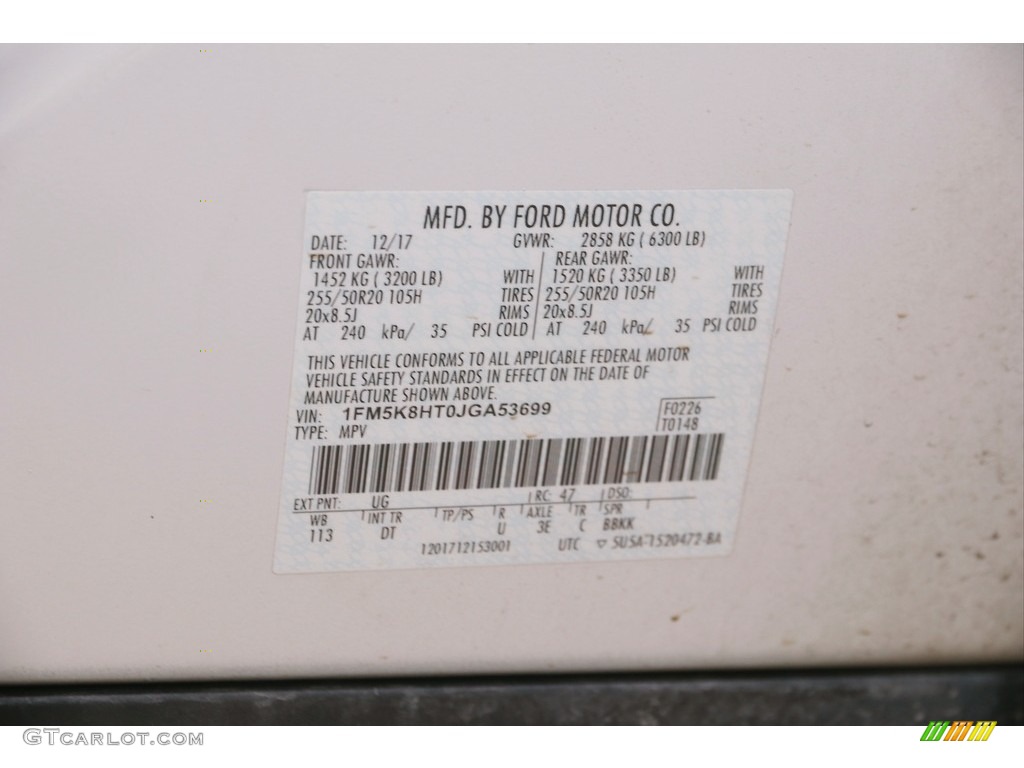 MFD. BY FORD MOTOR CO.
DATE: 12/17 GVWR: 2858 KG ( 6300 LB)
FRONT GAWR: REAR GAWR:
1452 KG ( 3200 LB) WITH 1520 KG ( 3350 LB) WITH
255/50R20 105H TIRES 255/50R20 105H TIRES
20x8.5J RIMS 20x8.5J RIMS
AT 240 kPa/ 35 PSI COLD AT 240 kPa/ 35 PSI COLD
THIS VEHICLE CONFORMS TO ALL APPLICABLE FEDERAL MOTOR
VEHICLE SAFETY STANDARDS IN EFFECT ON THE DATE OF
MANUFACTURE SHOWN ABOVE.
VIN: 1FM5K8HT0JGA53699 F0226
TYPE: MPV T0148
EXT PNT: UG RC: 47 DSO:
WB INT TR TP/PS R AXLE TR SPR
113 DT U 3E C BBKK
1201712153001 UTC ▽ 5U5A-1520472-BA
GTCarlot.com